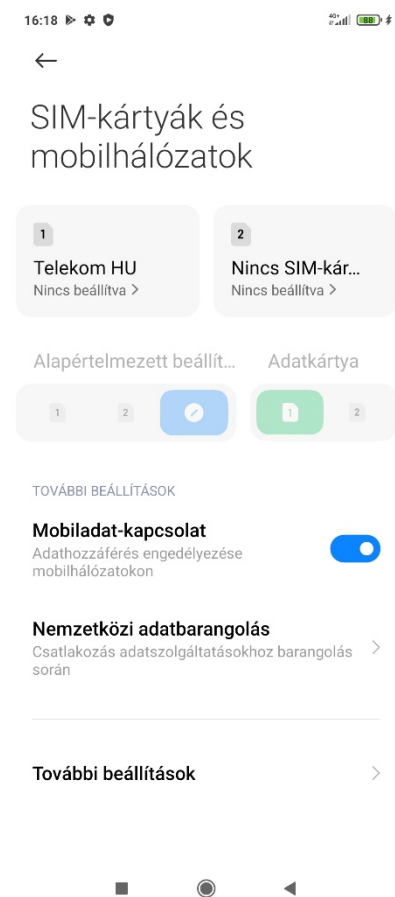 16:18
4G+
88
SIM-kártyák és
mobilhálózatok
1
2
Telekom HU
Nincs SIM-kár...
Nincs beállítva
Nincs beállítva
Alapértelmezett beállít...
Adatkártya
1
2
1
2
TOVÁBBI BEÁLLÍTÁSOK
Mobiladat-kapcsolat
Adathozzáférés engedélyezése
mobilhálózatokon
Nemzetközi adatbarangolás
Csatlakozás adatszolgáltatásokhoz barangolás
során
További beállítások